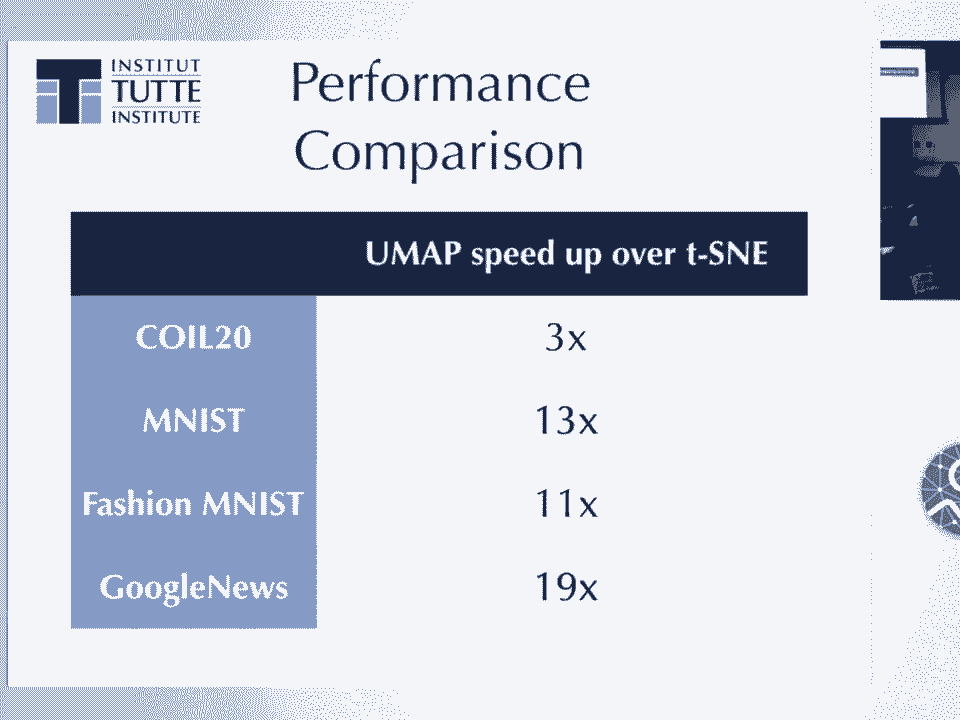 INSTITUT
TUTTE
INSTITUTE
Performance
Comparison
UMAP speed up over t-SNE
COIL20 3x
MNIST 13x
Fashion MNIST 11x
GoogleNews 19x